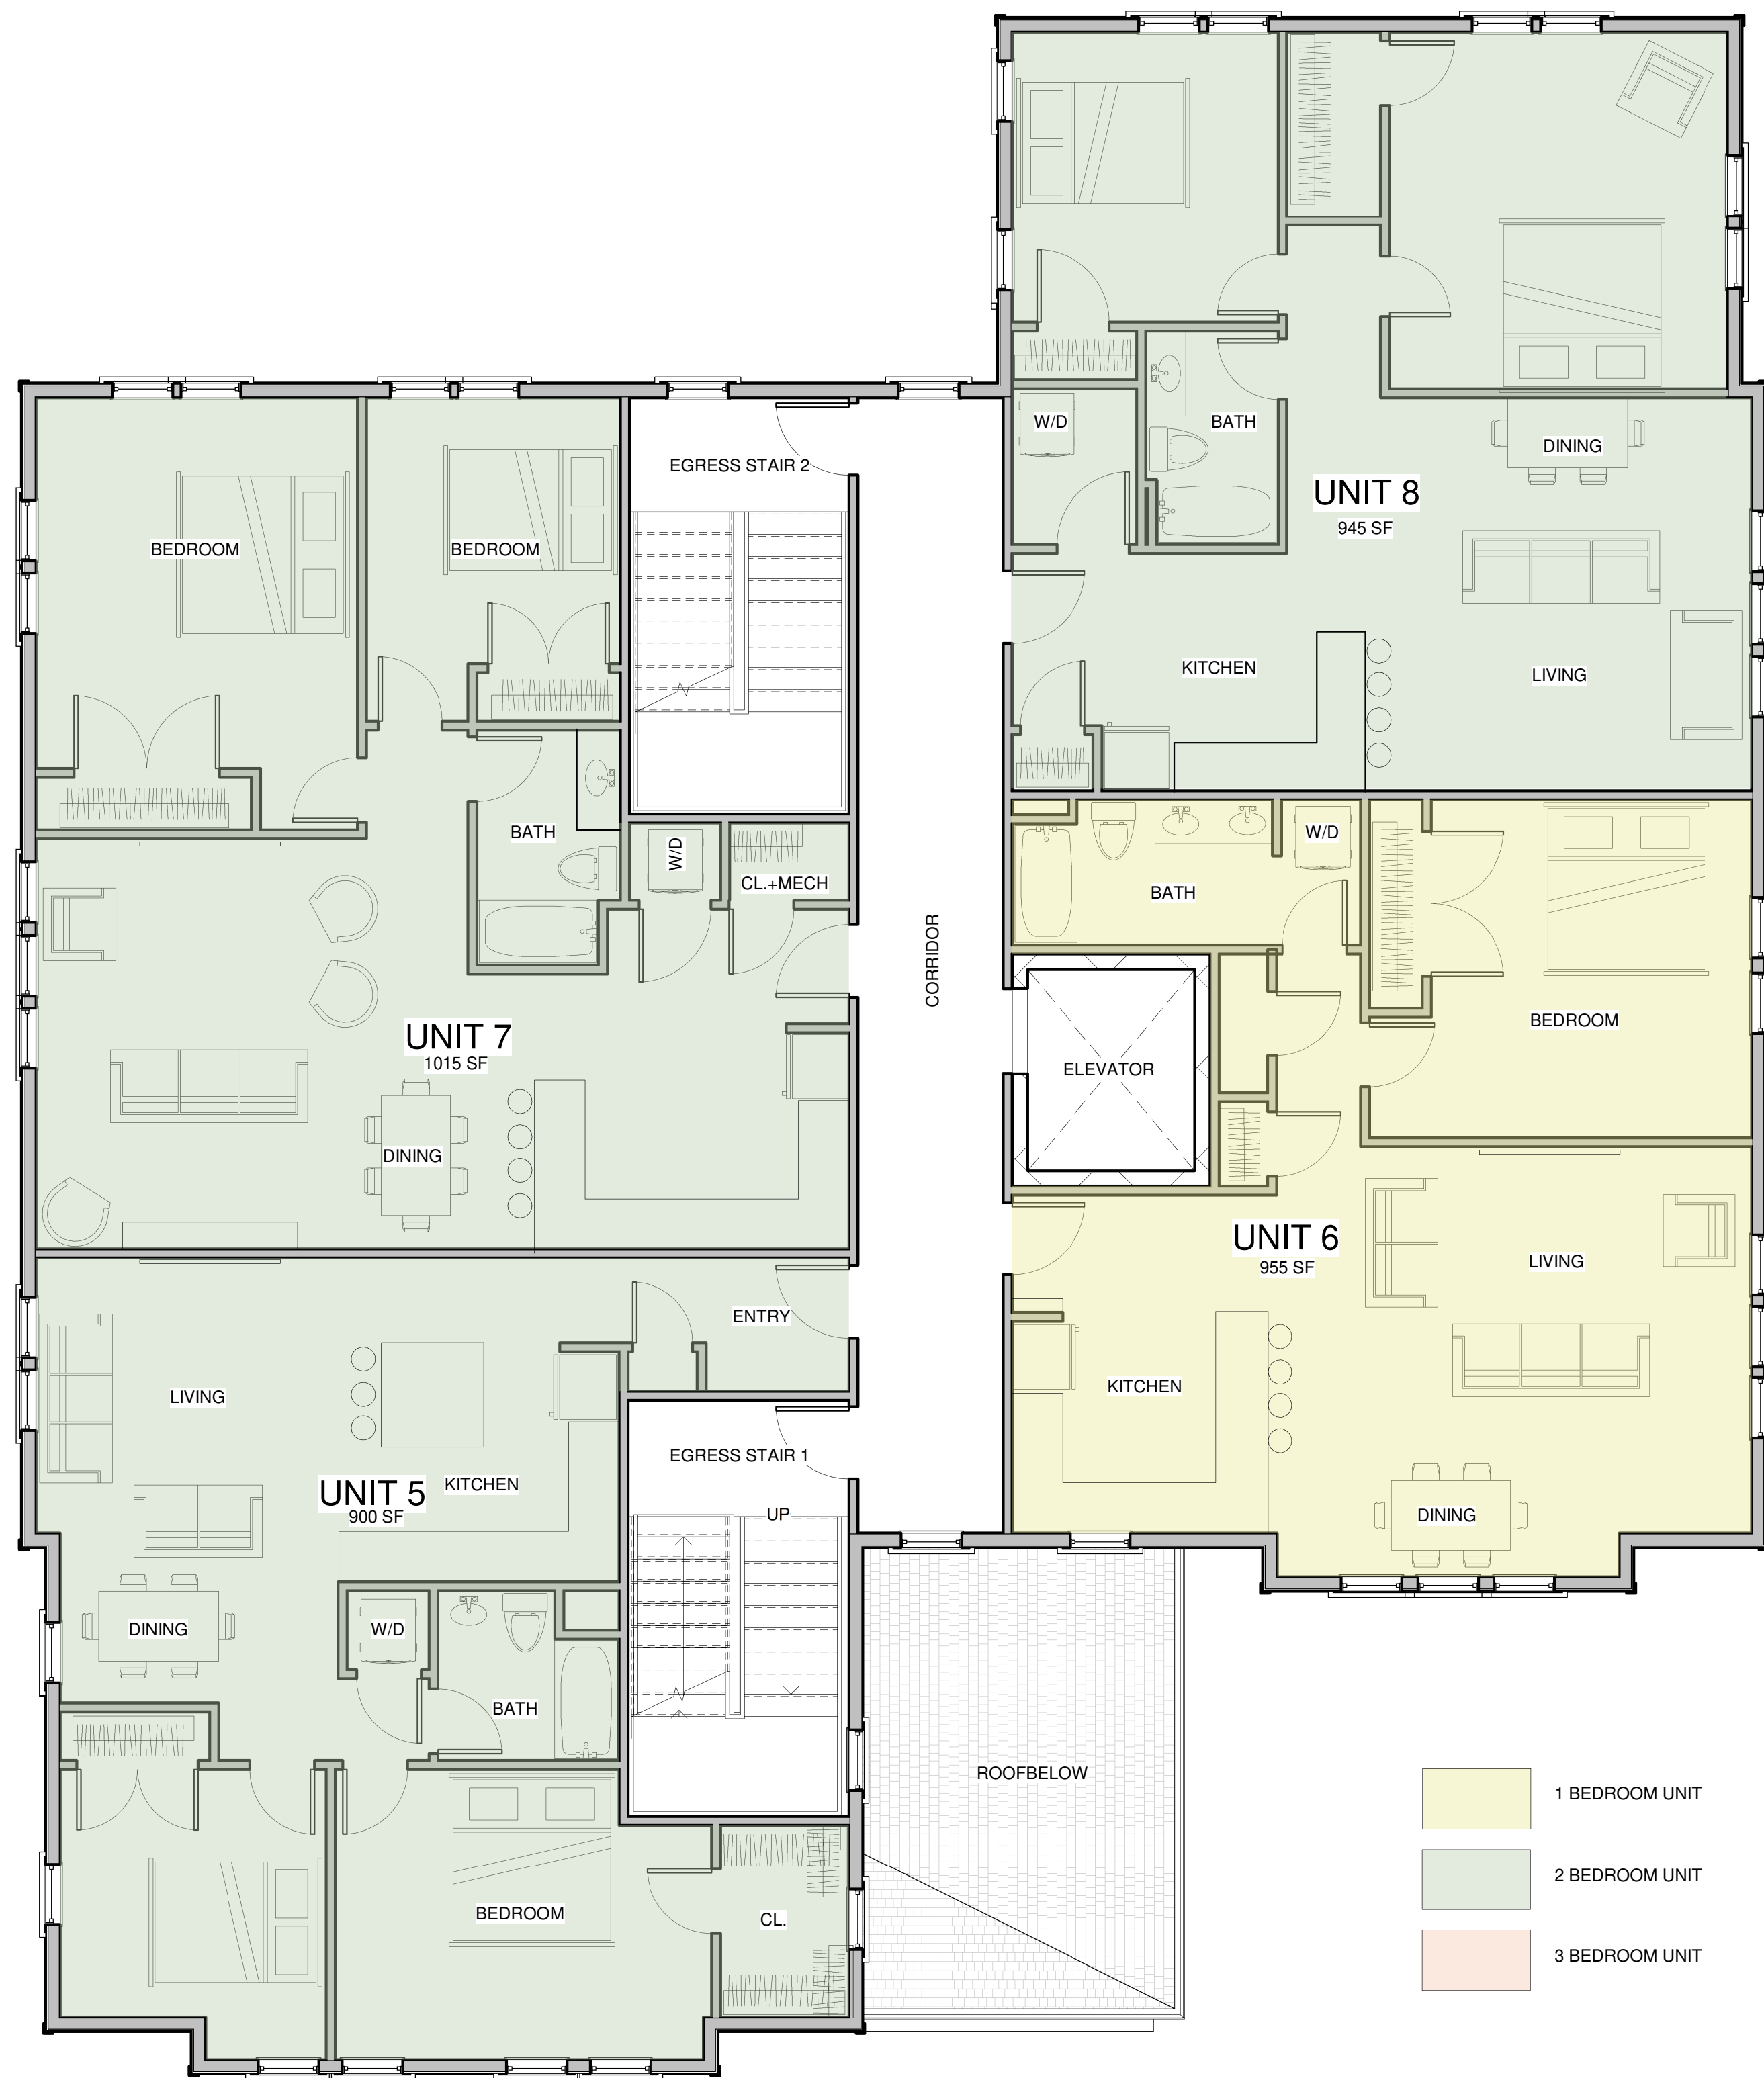 W/D
BATH
DINING
UNIT 8
945 SF
KITCHEN
LIVING
EGRESS STAIR 2
BEDROOM
BEDROOM
BATH
W/D
CL.+MECH
UNIT 7
1015 SF
DINING
CORRIDOR
W/D
BATH
BEDROOM
ELEVATOR
UNIT 6
955 SF
LIVING
KITCHEN
DINING
ENTRY
LIVING
UNIT 5
900 SF
KITCHEN
EGRESS STAIR 1
UP
DINING
W/D
BATH
BEDROOM
CL.
ROOFBELOW
1 BEDROOM UNIT
2 BEDROOM UNIT
3 BEDROOM UNIT